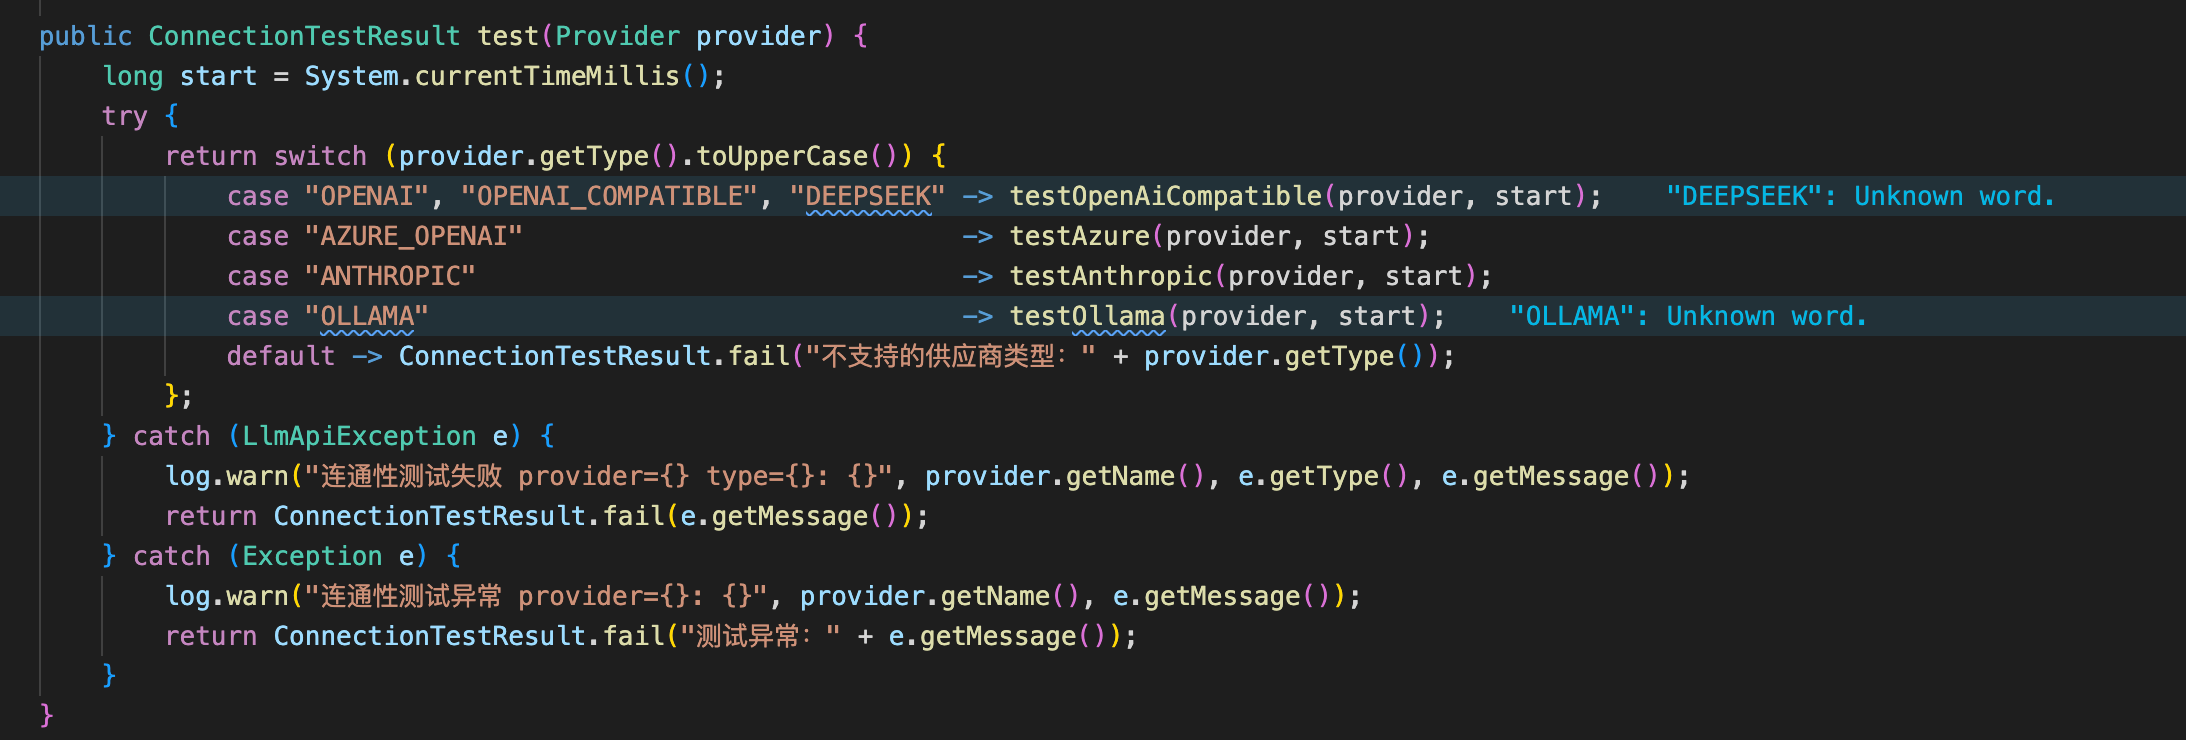 public ConnectionTestResult test(Provider provider) {
    long start = System.currentTimeMillis();
    try {
        return switch (provider.getType().toUpperCase()) {
            case "OPENAI", "OPENAI_COMPATIBLE", "DEEPSEEK" -> testOpenAiCompatible(provider, start);    "DEEPSEEK": Unknown word.
            case "AZURE_OPENAI"                            -> testAzure(provider, start);
            case "ANTHROPIC"                               -> testAnthropic(provider, start);
            case "OLLAMA"                                  -> testOllama(provider, start);    "OLLAMA": Unknown word.
            default -> ConnectionTestResult.fail("不支持的供应商类型：" + provider.getType());
        };
    } catch (LlmApiException e) {
        log.warn("连通性测试失败 provider={} type={}: {}", provider.getName(), e.getType(), e.getMessage());
        return ConnectionTestResult.fail(e.getMessage());
    } catch (Exception e) {
        log.warn("连通性测试异常 provider={}: {}", provider.getName(), e.getMessage());
        return ConnectionTestResult.fail("测试异常：" + e.getMessage());
    }
}